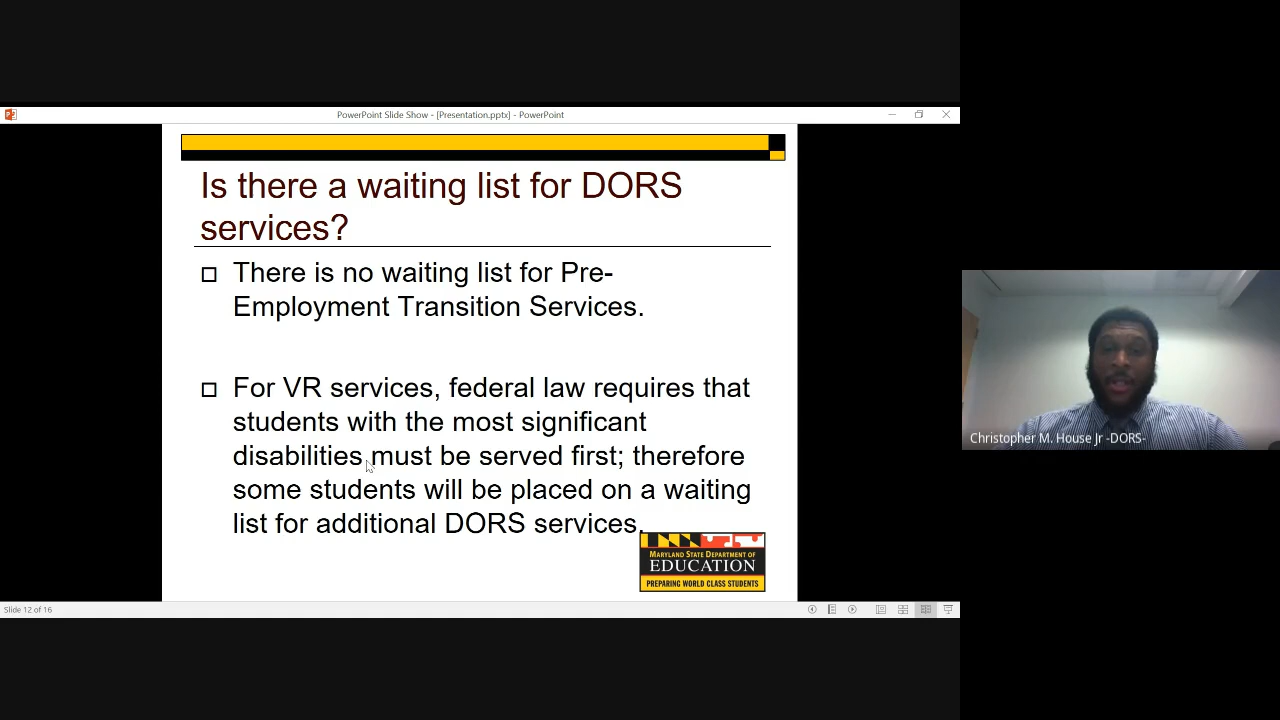 PowerPoint Slide Show - [Presentation.pptx] - PowerPoint
Is there a waiting list for DORS
services?
There is no waiting list for Pre-
Employment Transition Services.
For VR services, federal law requires that
students with the most significant
disabilities must be served first; therefore
some students will be placed on a waiting
list for additional DORS services.
MARYLAND STATE DEPARTMENT OF
EDUCATION
PREPARING WORLD CLASS STUDENTS
Christopher M. House Jr -DORS-
Slide 12 of 16